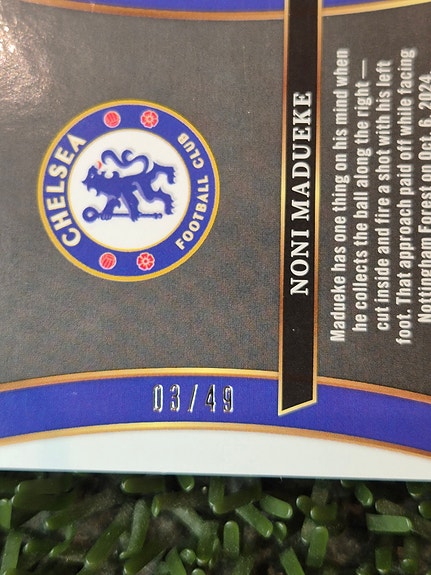 CHELSEA
FOOTBALL CLUB
NONI MADUEKE
Madueke has one thing on his mind when
he collects the ball along the right —
cut inside and fire a shot with his left
foot. That approach paid off while facing
Nottingham Forest on Oct. 6, 2024.
03/49